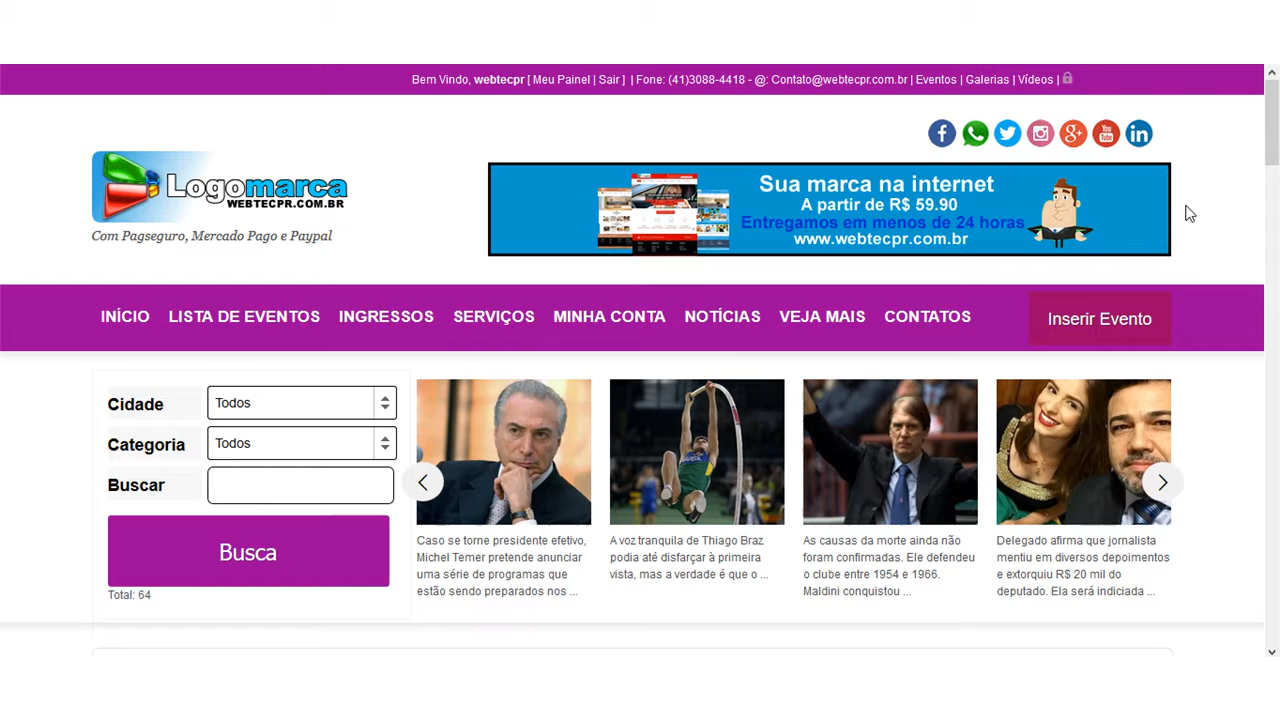 Bem Vindo, webtecpr [ Meu Painel | Sair ] | Fone: (41)3088-4418 - @: Contato@webtecpr.com.br | Eventos | Galerias | Vídeos |
Logomarca
WEBTECPR.COM.BR
Com Pagseguro, Mercado Pago e Paypal
You
Tube
Sua marca na internet
A partir de R$ 59.90
Entregamos em menos de 24 horas
www.webtecpr.com.br
INÍCIO LISTA DE EVENTOS INGRESSOS SERVIÇOS MINHA CONTA NOTÍCIAS VEJA MAIS CONTATOS
Inserir Evento
Cidade Todos
Categoria Todos
Buscar
Busca
Total: 64
Caso se torne presidente efetivo,
Michel Temer pretende anunciar
uma série de programas que
estão sendo preparados nos ...
A voz tranquila de Thiago Braz
podia até disfarçar à primeira
vista, mas a verdade é que o ...
As causas da morte ainda não
foram confirmadas. Ele defendeu
o clube entre 1954 e 1966.
Maldini conquistou ...
Delegado afirma que jornalista
mentiu em diversos depoimentos
e extorquiu R$ 20 mil do
deputado. Ela será indiciada ...